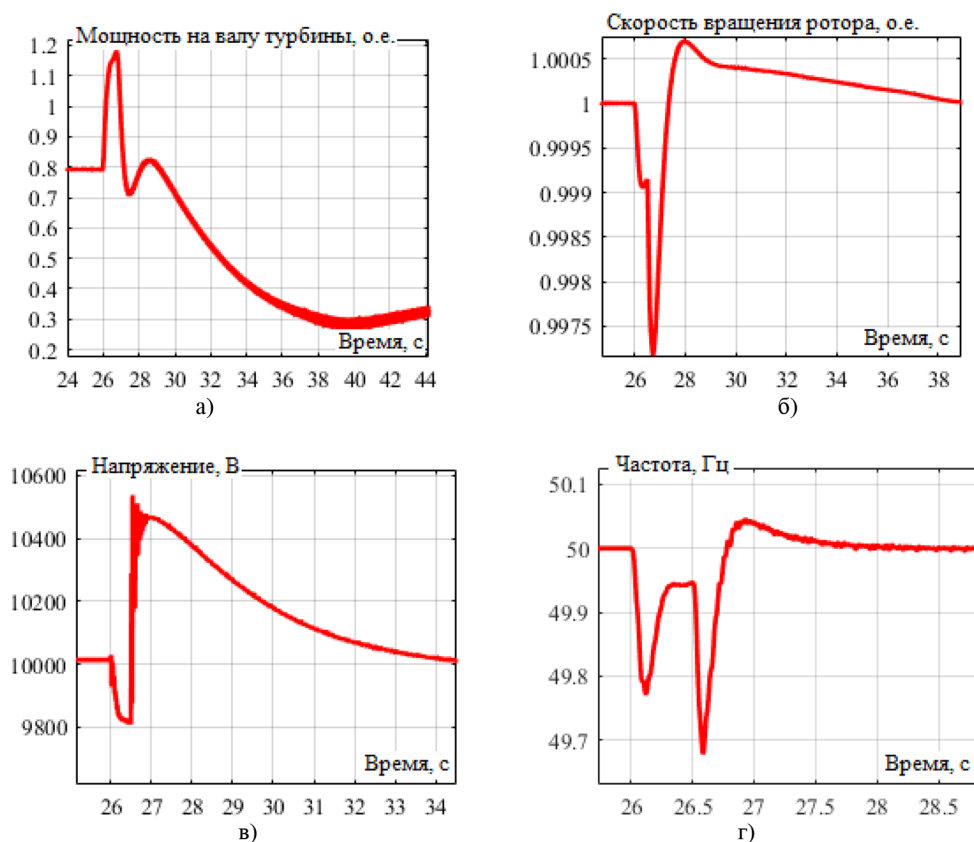 Мощность на валу турбины, о.е.
1.2
1.1
1
0.9
0.8
0.7
0.6
0.5
0.4
0.3
0.2
Время, с
24 26 28 30 32 34 36 38 40 42 44
а)
Скорость вращения ротора, о.е.
1.0005
1
0.9995
0.999
0.9985
0.998
0.9975
Время, с
26 28 30 32 34 36 38
б)
Напряжение, В
10600
10400
10200
10000
9800
Время, с
26 27 28 29 30 31 32 33 34
в)
Частота, Гц
50.1
50
49.9
49.8
49.7
Время, с
26 26.5 27 27.5 28 28.5
г)